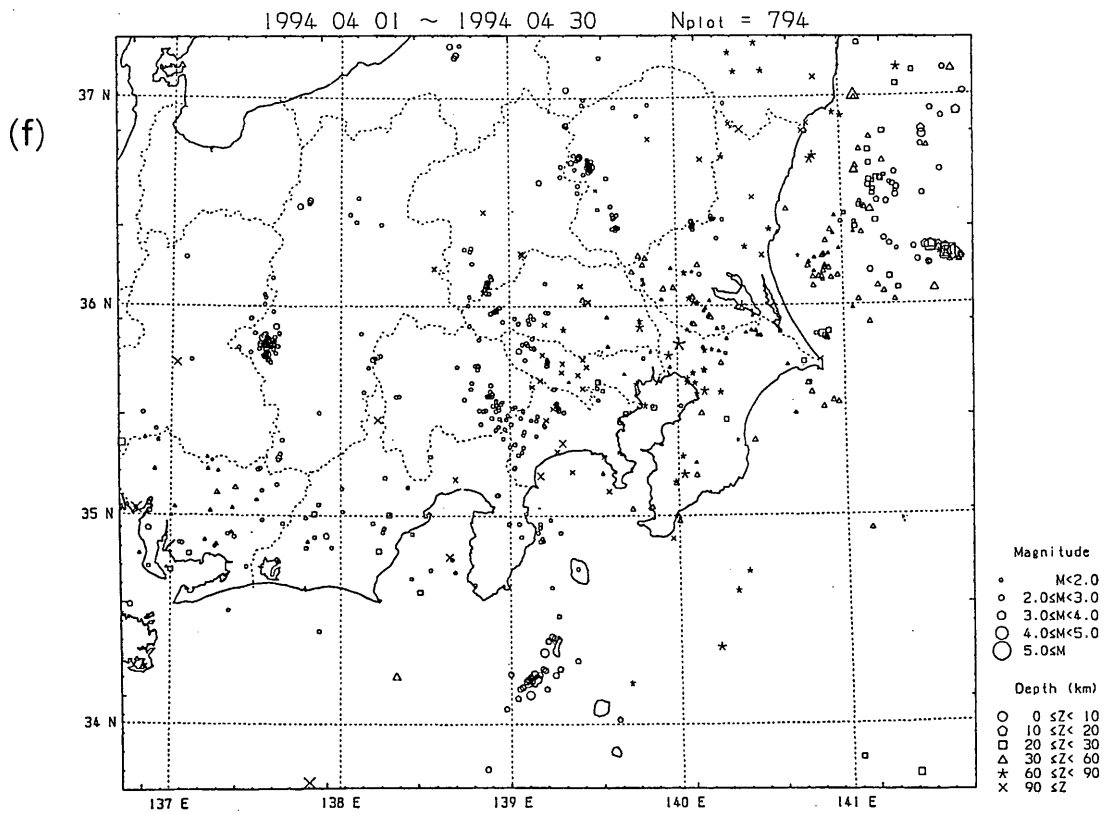 1994 04 01 ~ 1994 04 30 Nplot = 794
(f)
37 N
36 N
35 N
34 N
137 E 138 E 139 E 140 E 141 E
Magnitude
M<2.0
2.0≤M<3.0
3.0≤M<4.0
4.0≤M<5.0
5.0≤M
Depth (km)
0 ≤Z< 10
10 ≤Z< 20
20 ≤Z< 30
30 ≤Z< 60
60 ≤Z< 90
90 ≤Z